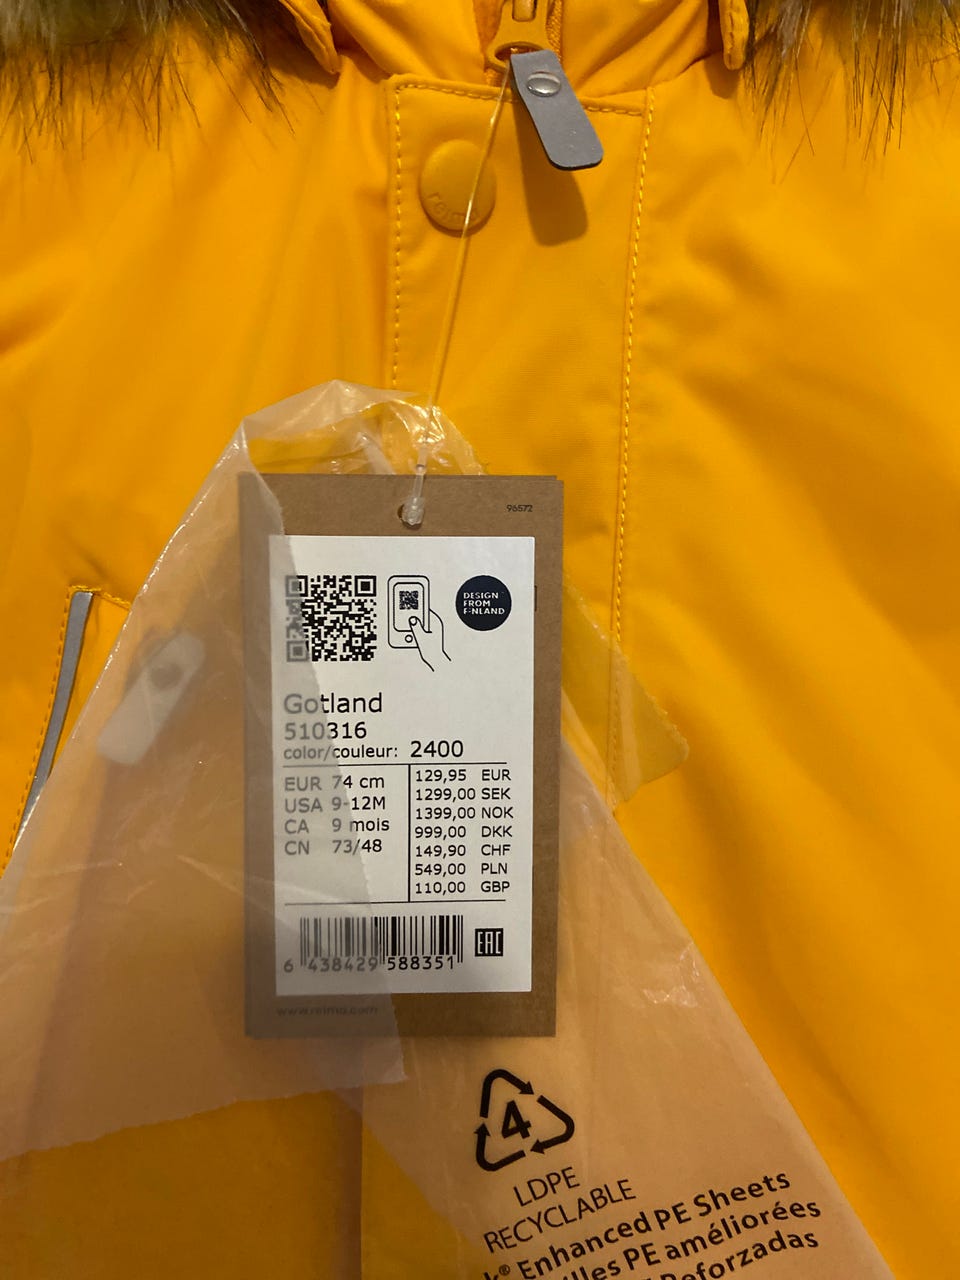 reima
96572
DESIGN
FROM
FINLAND
Gotland
510316
color/couleur: 2400
EUR 74 cm
USA 9-12M
CA 9 mois
CN 73/48
129,95 EUR
1299,00 SEK
1399,00 NOK
999,00 DKK
149,90 CHF
549,00 PLN
110,00 GBP
6 438429 588351
EAC
www.reima.com
4
LDPE
RECYCLABLE
k® Enhanced PE Sheets
illes PE améliorées
Reforzadas